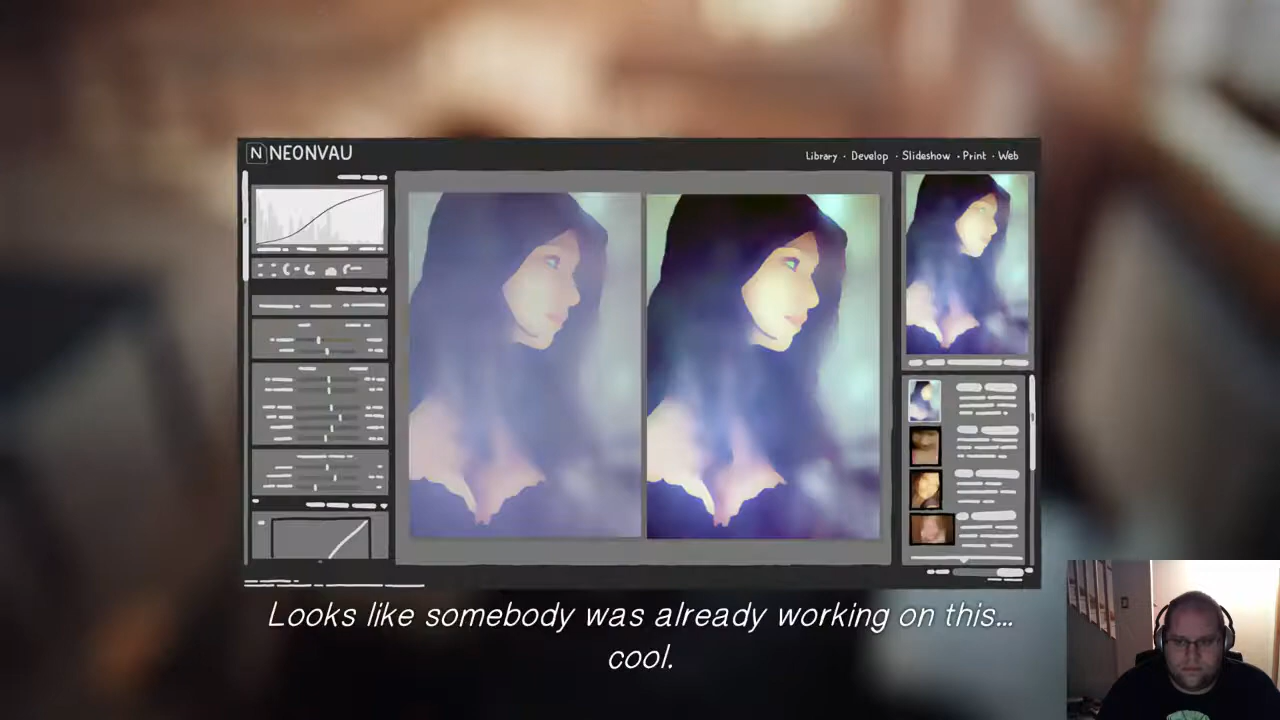 N NEONVAU
Library · Develop · Slideshow · Print · Web
Looks like somebody was already working on this...
cool.